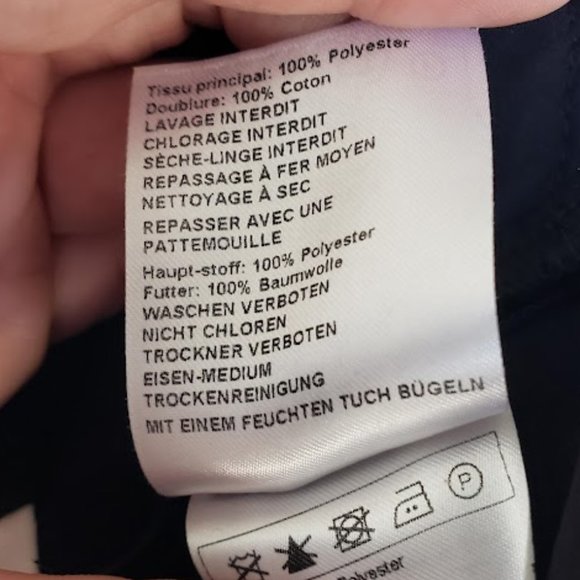 Tissu principal: 100% Polyester
Doublure: 100% Coton
LAVAGE INTERDIT
CHLORAGE INTERDIT
SÈCHE-LINGE INTERDIT
REPASSAGE À FER MOYEN
NETTOYAGE À SEC
REPASSER AVEC UNE
PATTEMOUILLE
Haupt-stoff: 100% Polyester
Futter: 100% Baumwolle
WASCHEN VERBOTEN
NICHT CHLOREN
TROCKNER VERBOTEN
EISEN-MEDIUM
TROCKENREINIGUNG
MIT EINEM FEUCHTEN TUCH BÜGELN
P